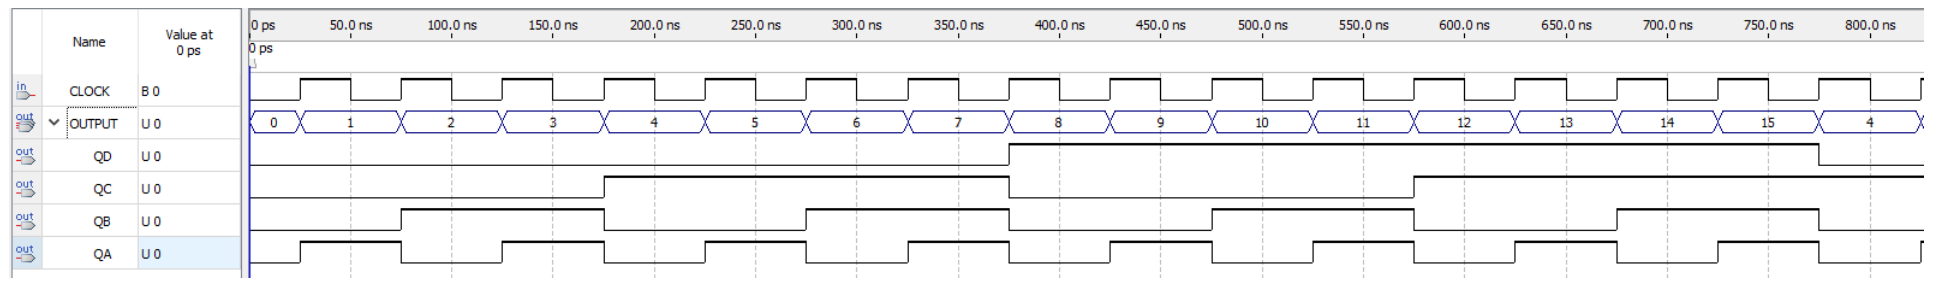 Name Value at 0 ps
0 ps 50.0 ns 100.0 ns 150.0 ns 200.0 ns 250.0 ns 300.0 ns 350.0 ns 400.0 ns 450.0 ns 500.0 ns 550.0 ns 600.0 ns 650.0 ns 700.0 ns 750.0 ns 800.0 ns
0 ps
in CLOCK B 0
out OUTPUT U 0 0 1 2 3 4 5 6 7 8 9 10 11 12 13 14 15 4
out QD U 0
out QC U 0
out QB U 0
out QA U 0